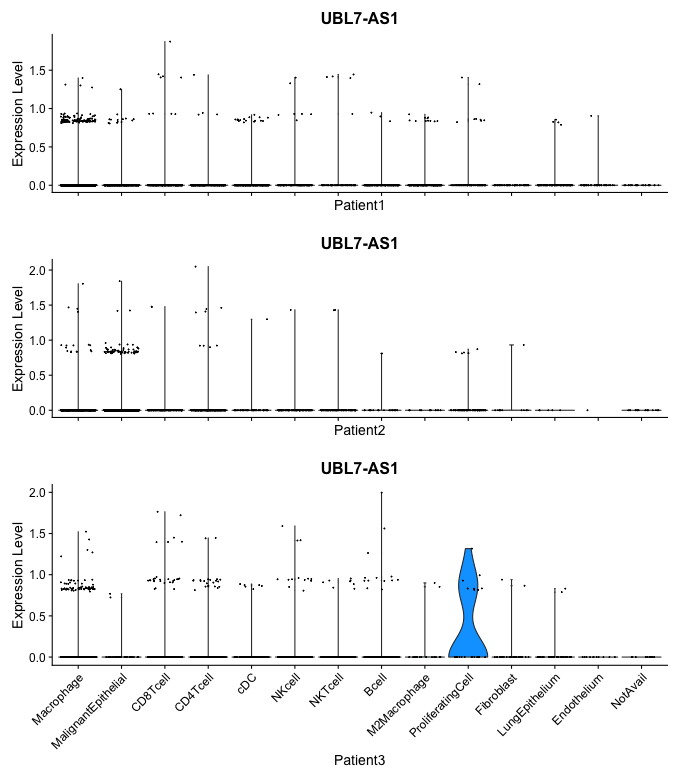 UBL7-AS1
Expression Level
1.5
1.0
0.5
0.0
Patient1
UBL7-AS1
Expression Level
2.0
1.5
1.0
0.5
0.0
Patient2
UBL7-AS1
Expression Level
2.0
1.5
1.0
0.5
0.0
Macrophage
MalignantEpithelial
CD8Tcell
CD4Tcell
cDC
NKcell
NKTcell
Bcell
M2Macrophage
ProliferatingCell
Fibroblast
LungEpithelium
Endothelium
NotAvail
Patient3